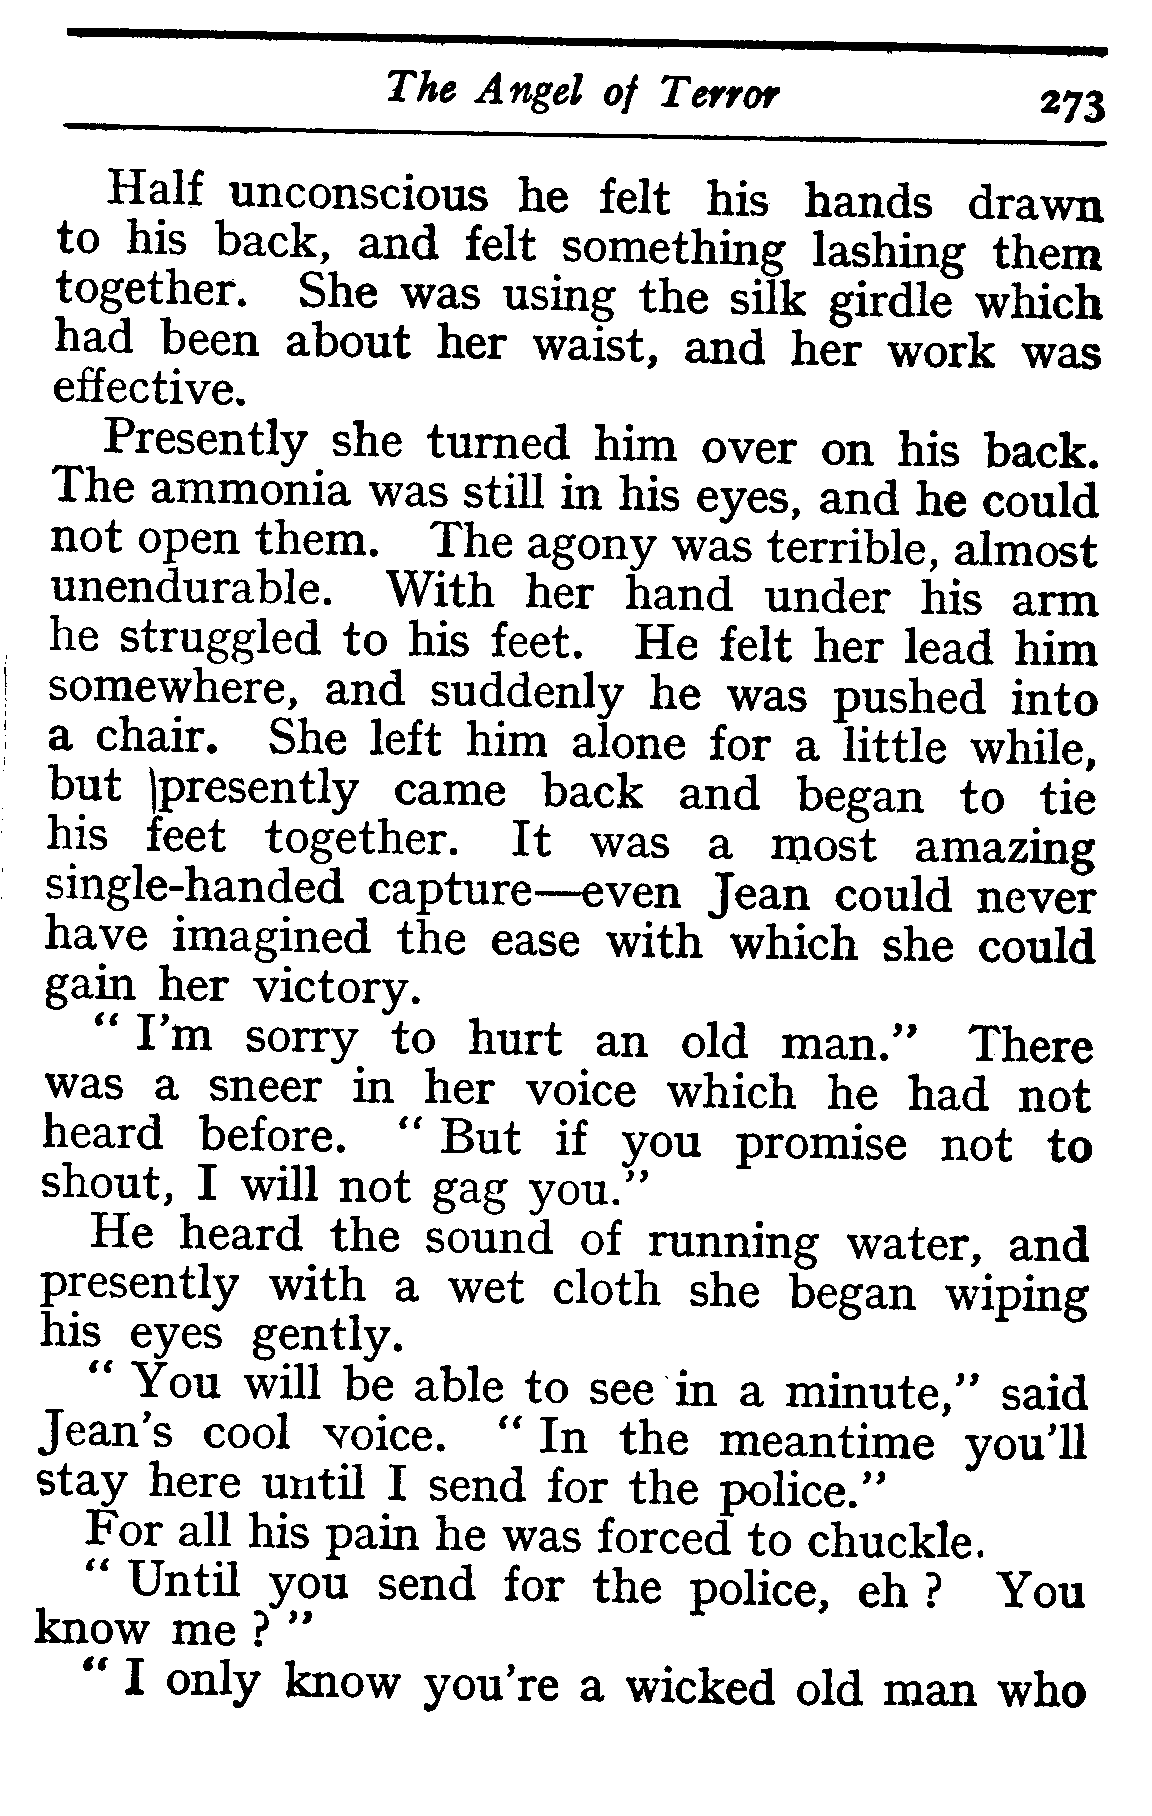 The Angel of Terror 273
Half unconscious he felt his hands drawn
to his back, and felt something lashing them
together. She was using the silk girdle which
had been about her waist, and her work was
effective.
Presently she turned him over on his back.
The ammonia was still in his eyes, and he could
not open them. The agony was terrible, almost
unendurable. With her hand under his arm
he struggled to his feet. He felt her lead him
somewhere, and suddenly he was pushed into
a chair. She left him alone for a little while,
but presently came back and began to tie
his feet together. It was a most amazing
single-handed capture—even Jean could never
have imagined the ease with which she could
gain her victory.
“ I’m sorry to hurt an old man.” There
was a sneer in her voice which he had not
heard before. “ But if you promise not to
shout, I will not gag you.”
He heard the sound of running water, and
presently with a wet cloth she began wiping
his eyes gently.
“ You will be able to see in a minute,” said
Jean’s cool voice. “ In the meantime you’ll
stay here until I send for the police.”
For all his pain he was forced to chuckle.
“ Until you send for the police, eh ? You
know me ? ”
“ I only know you’re a wicked old man who